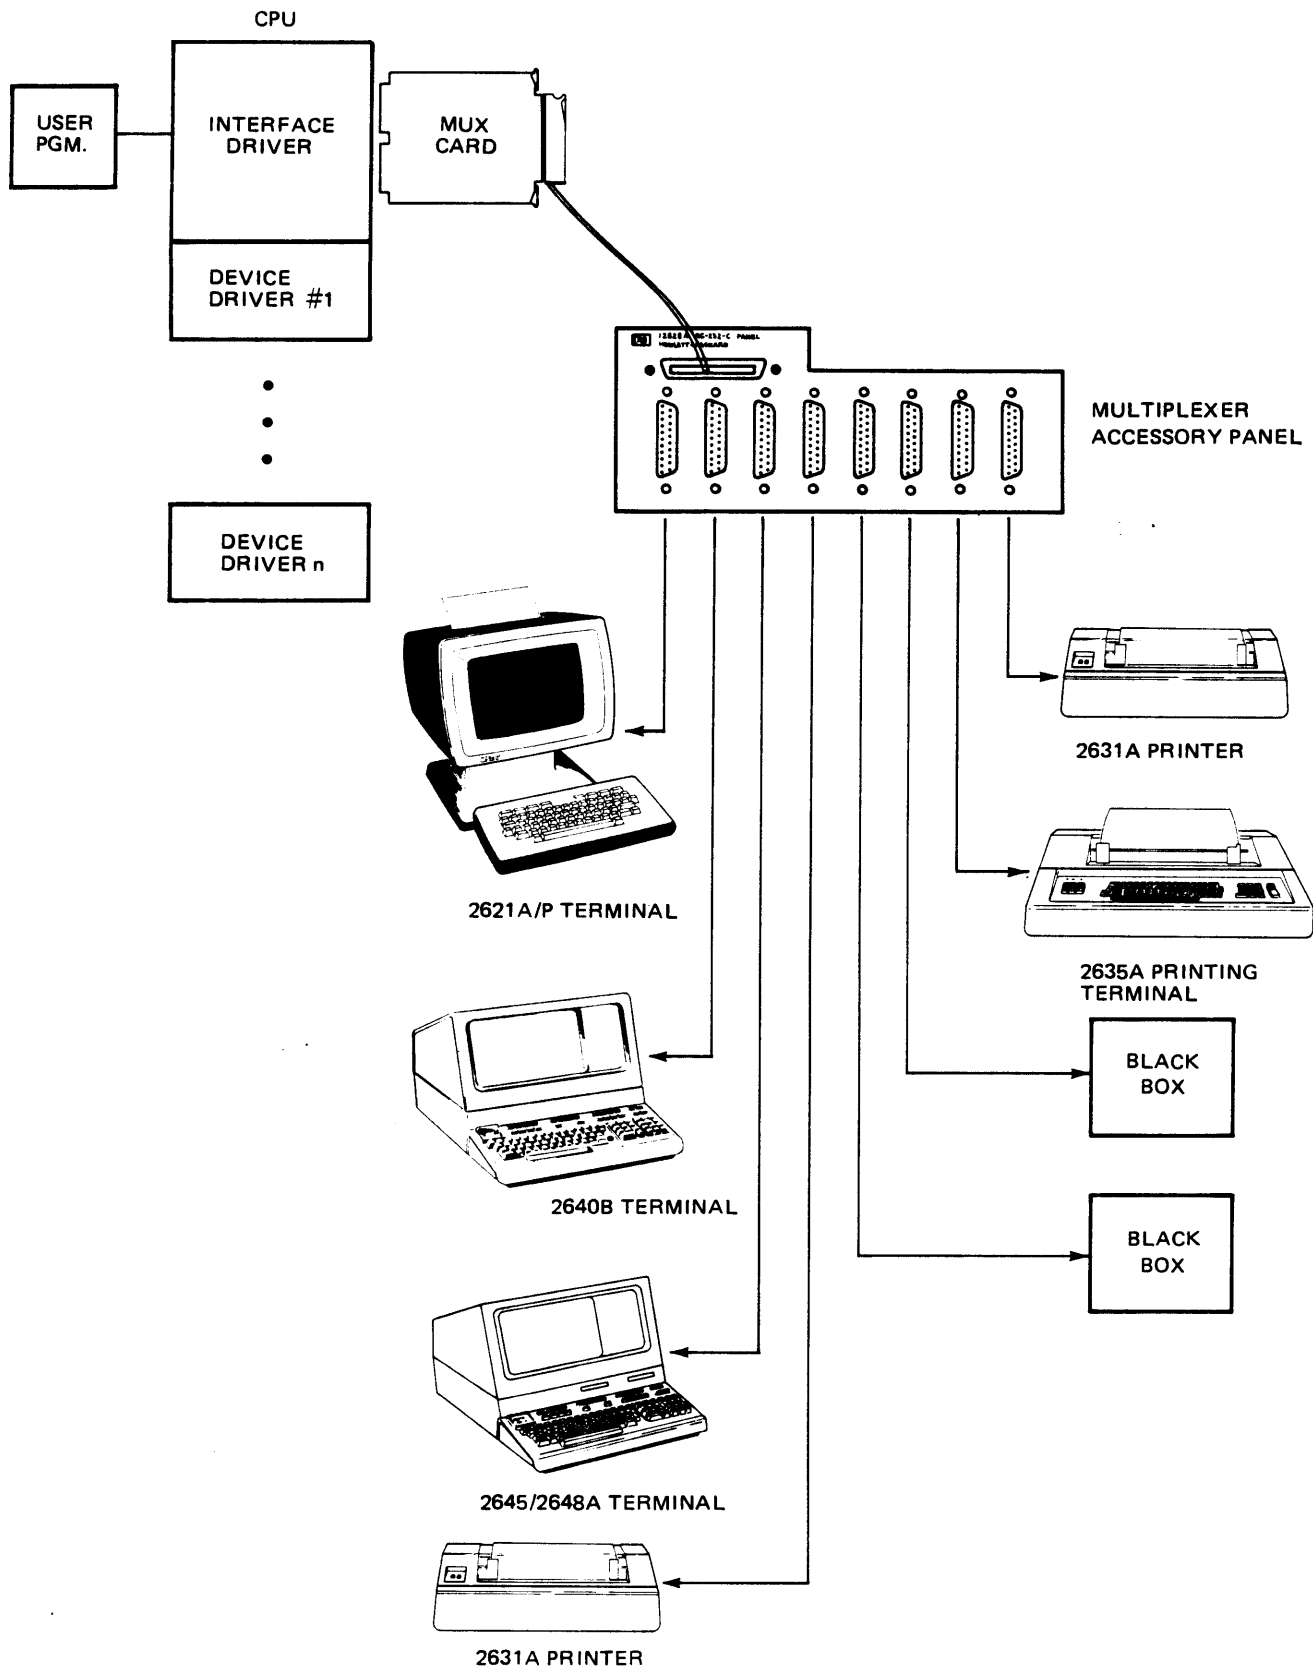 CPU
USER
PGM.
INTERFACE
DRIVER
MUX
CARD
DEVICE
DRIVER #1
DEVICE
DRIVER n
PANEL
MULTIPLEXER
ACCESSORY PANEL
2631A PRINTER
2621A/P TERMINAL
2635A PRINTING
TERMINAL
BLACK
BOX
2640B TERMINAL
BLACK
BOX
2645/2648A TERMINAL
2631A PRINTER